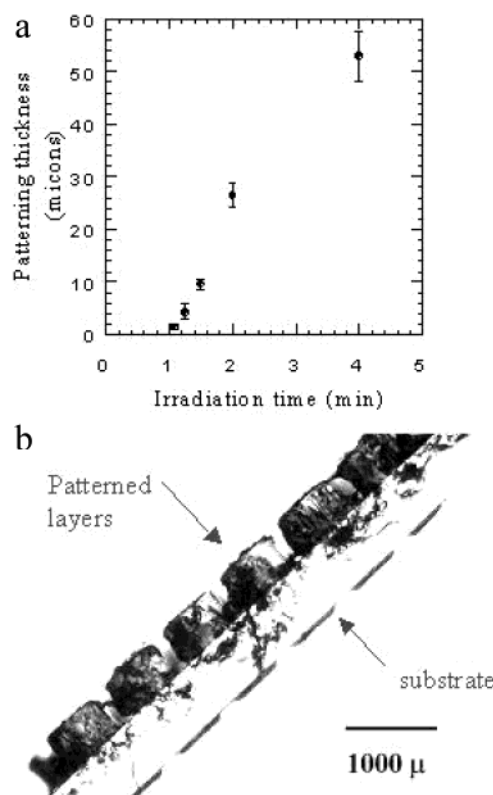 a
60
50
40
30
20
10
0
Patterning thickness
(micons)
0 1 2 3 4 5
Irradiation time (min)
b
Patterned
layers
substrate
1000 μ